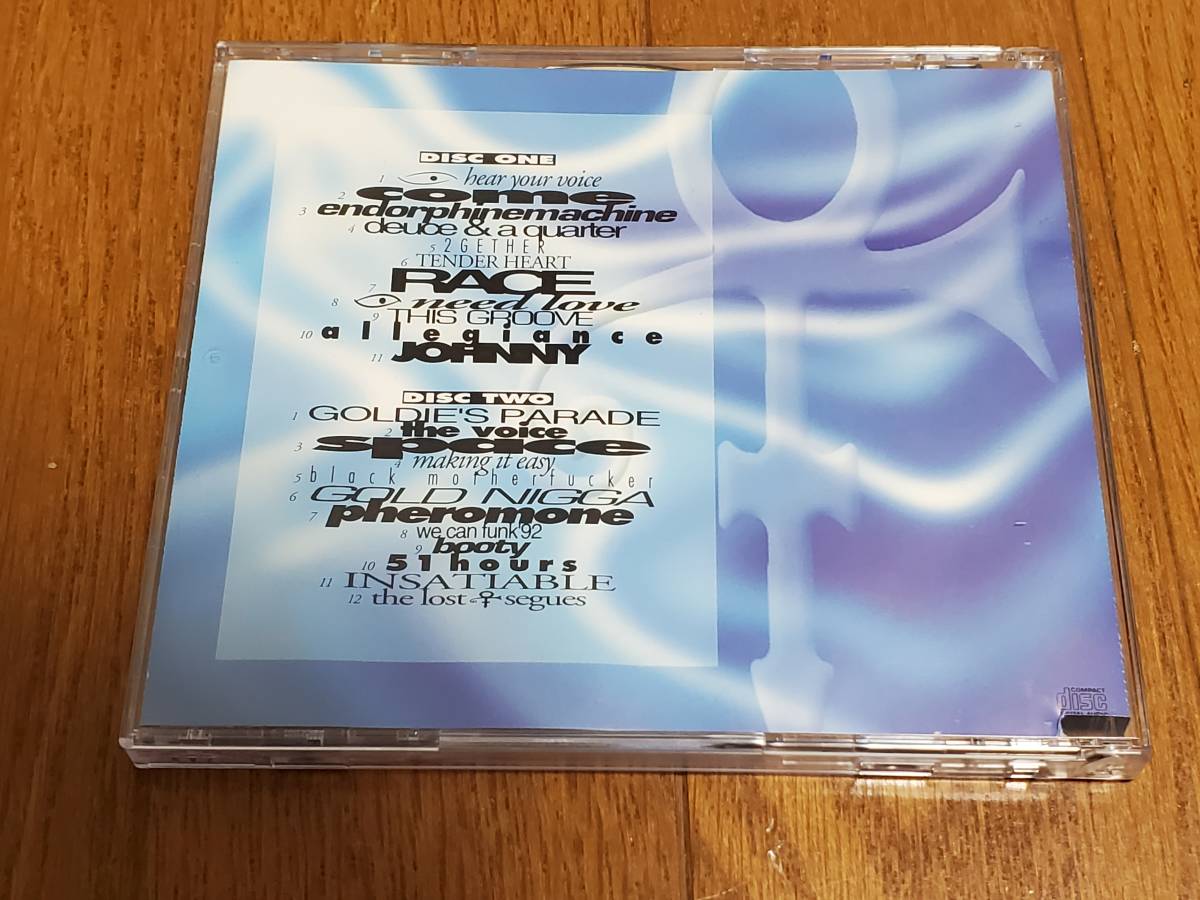 DISC ONE
1 hear your voice
2 come
3 endorphinemachine
4 deuce & a quarter
5 2GETHER
6 TENDER HEART
7 RACE
8 need love
9 THIS GROOVE
10 allegiance
11 JOHNNY
DISC TWO
1 GOLDIE'S PARADE
2 the voice
3 space
4 making it easy
5 black motherfucker
6 GOLD NIGGA
7 pheromone
8 we can funk '92
9 booty
10 51 hours
11 INSATIABLE
12 the lost segues
COMPACT
disc